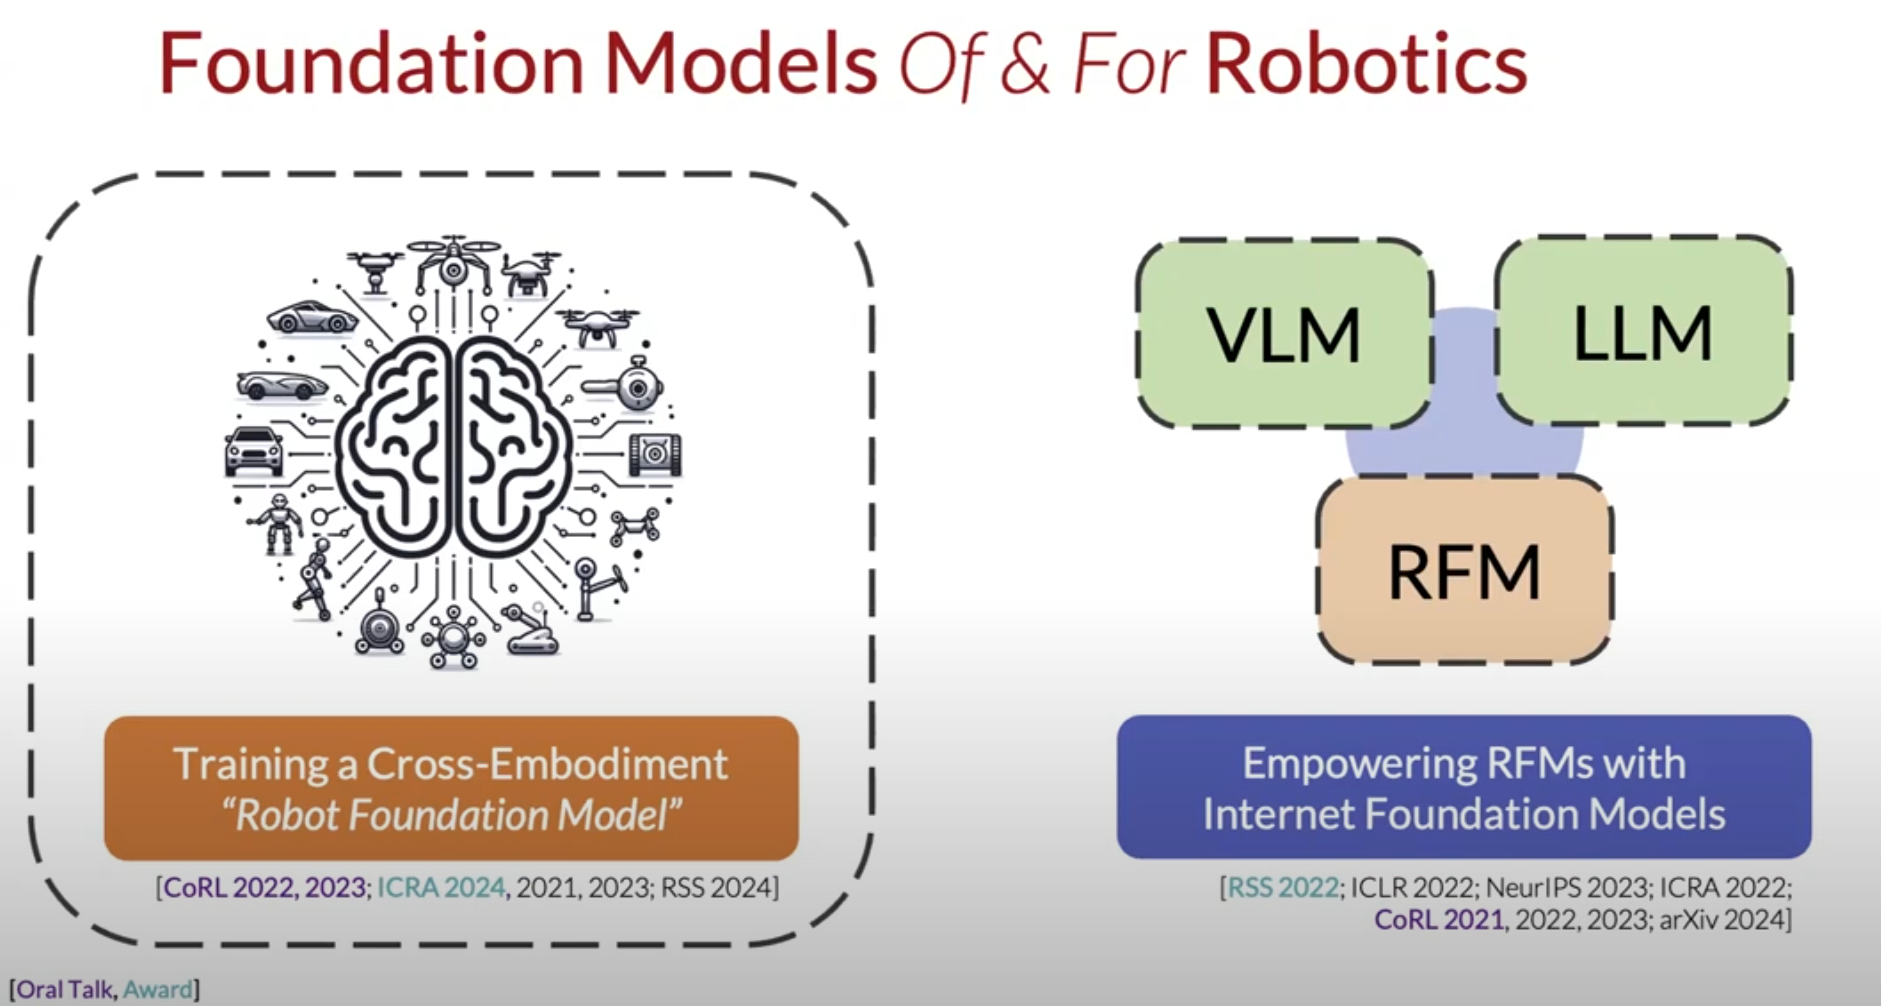 Foundation Models Of & For Robotics
Training a Cross-Embodiment
“Robot Foundation Model”
[CoRL 2022, 2023; ICRA 2024, 2021, 2023; RSS 2024]
VLM
LLM
RFM
Empowering RFMs with
Internet Foundation Models
[RSS 2022; ICLR 2022; NeurIPS 2023; ICRA 2022;
CoRL 2021, 2022, 2023; arXiv 2024]
[Oral Talk, Award]